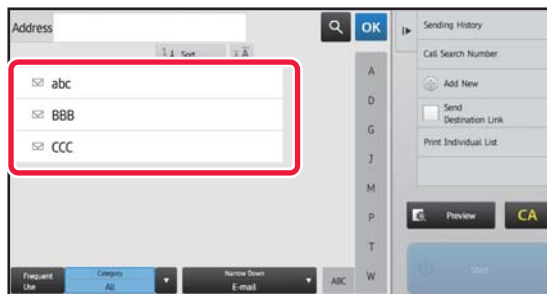 Address
OK
Sending History
Sort
Call Search Number
A
abc
Add New
D
Send
Destination Link
BBB
G
Print Individual List
CCC
J
M
P
Preview
CA
T
Frequent
Use
Category
All
Narrow Down
E-mail
ABC
W
Start